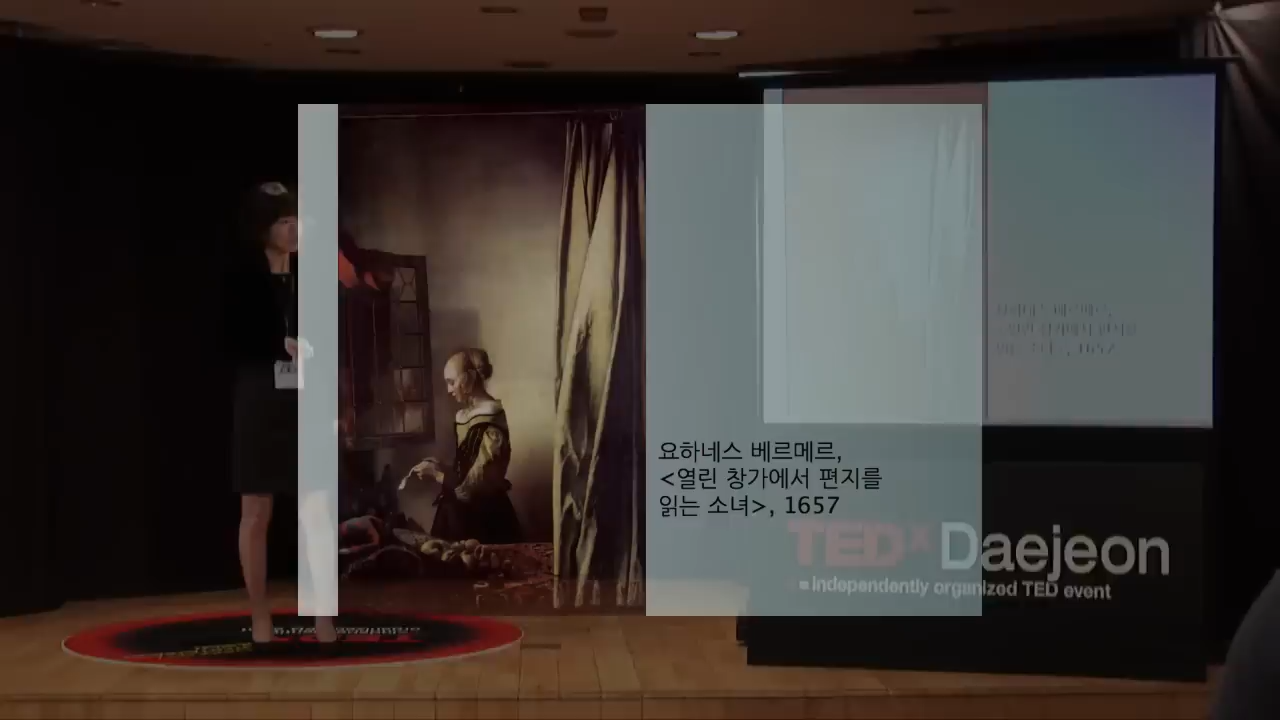 요하네스 베르메르,
<열린 창가에서 편지를
읽는 소녀>, 1657
TEDx Daejeon
independently organized TED event